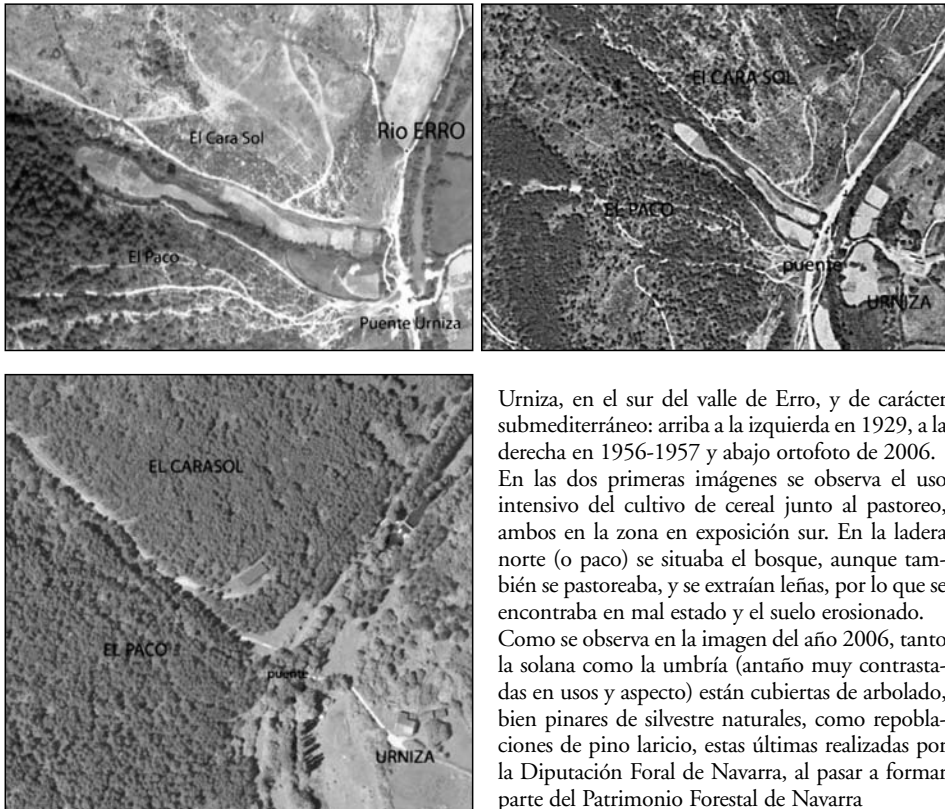 El Cara Sol
Rio ERRO
El Paco
Puente Urniza
El CARA SOL
EL PACO
puente
URNIZA
EL CARASOL
EL PACO
puente
URNIZA
Urniza, en el sur del valle de Erro, y de carácter
submediterráneo: arriba a la izquierda en 1929, a la
derecha en 1956-1957 y abajo ortofoto de 2006.
En las dos primeras imágenes se observa el uso
intensivo del cultivo de cereal junto al pastoreo,
ambos en la zona en exposición sur. En la ladera
norte (o paco) se situaba el bosque, aunque tam-
bién se pastoreaba, y se extraían leñas, por lo que se
encontraba en mal estado y el suelo erosionado.
Como se observa en la imagen del año 2006, tanto
la solana como la umbría (antaño muy contrasta-
das en usos y aspecto) están cubiertas de arbolado,
bien pinares de silvestre naturales, como repobla-
ciones de pino laricio, estas últimas realizadas por
la Diputación Foral de Navarra, al pasar a formar
parte del Patrimonio Forestal de Navarra